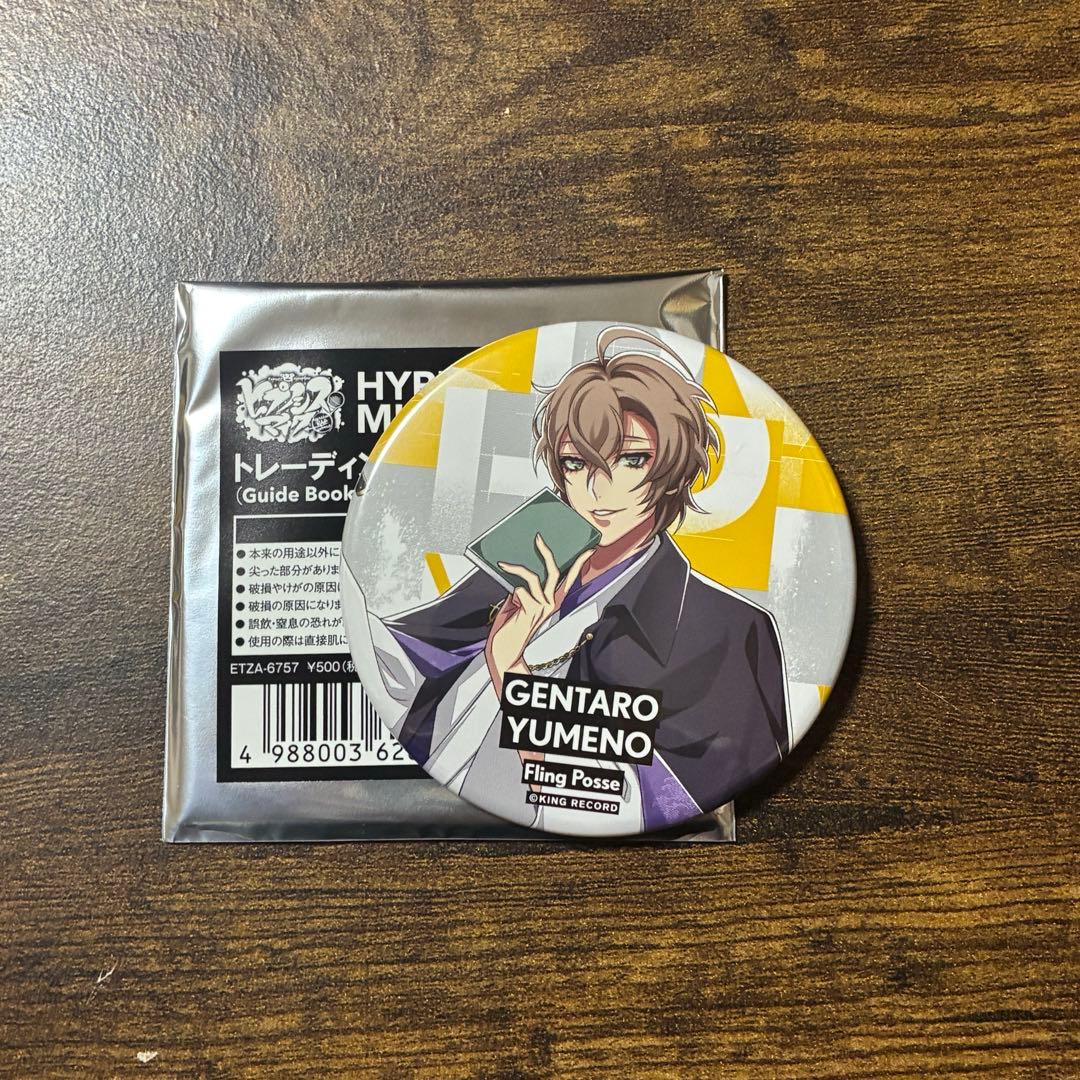 ヒプノシスマイク
HYP
MI
トレーディン
(Guide Book
● 本来の用途以外に
● 尖った部分がありま
● 破損やけがの原因に
● 破損の原因になりま
● 誤飲・窒息の恐れが
● 使用の際は直接肌に
ETZA-6757 ¥500(税
4 988003 62
GENTARO
YUMENO
Fling Posse
©KING RECORD